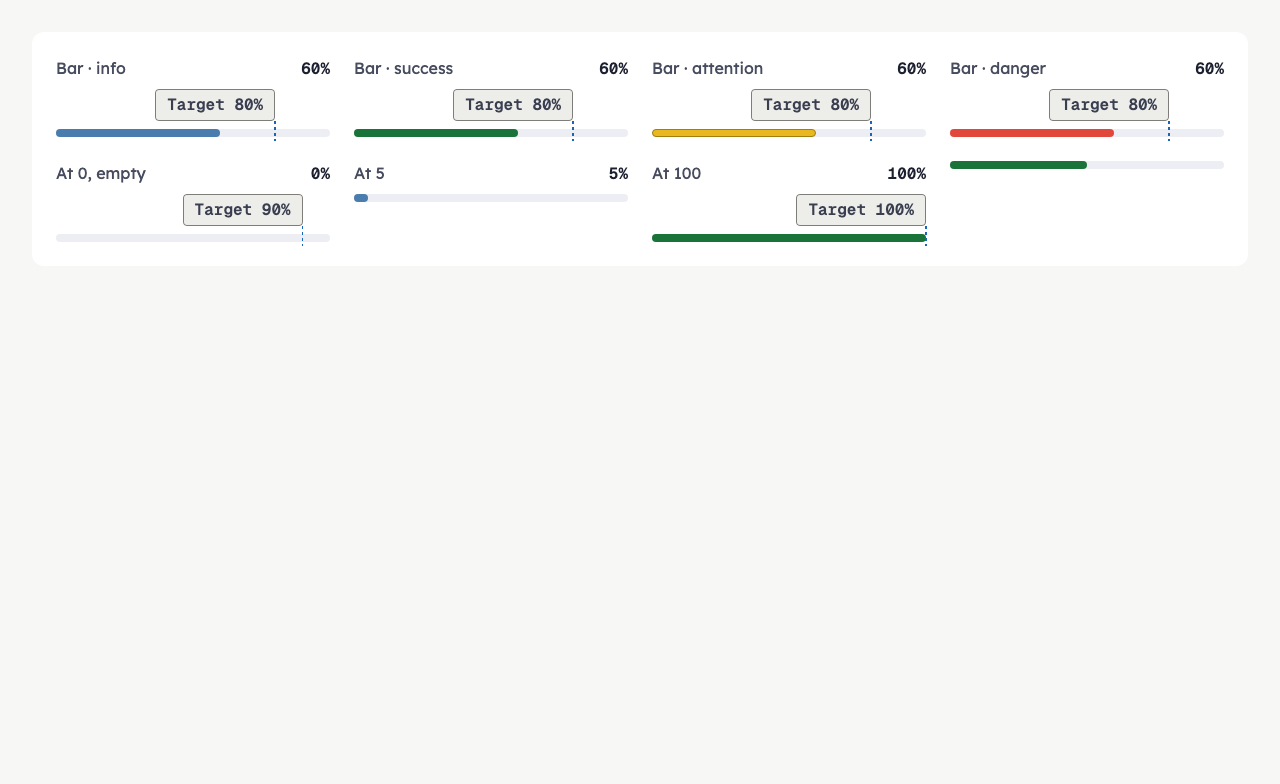 Bar · info 60%
Target 80%
Bar · success 60%
Target 80%
Bar · attention 60%
Target 80%
Bar · danger 60%
Target 80%
At 0, empty 0%
Target 90%
At 5 5%
At 100 100%
Target 100%